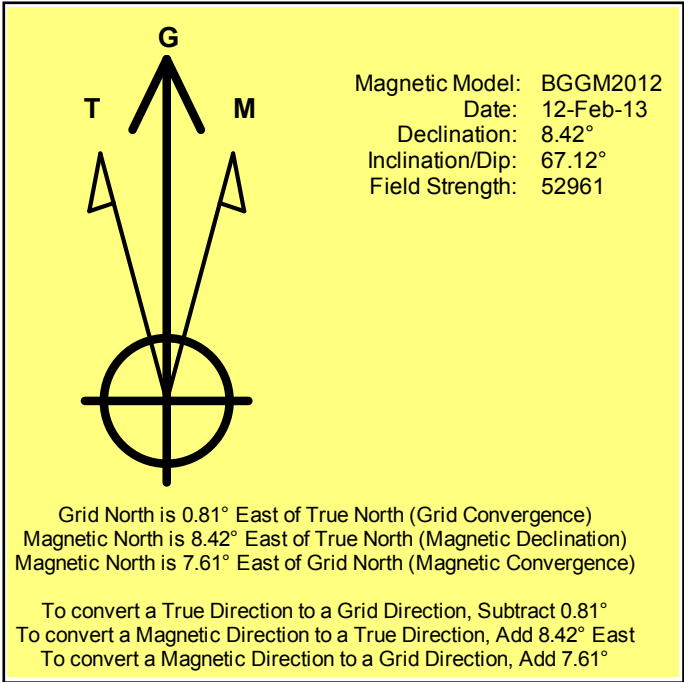 G
T M
Magnetic Model: BGGM2012
Date: 12-Feb-13
Declination: 8.42°
Inclination/Dip: 67.12°
Field Strength: 52961
Grid North is 0.81° East of True North (Grid Convergence)
Magnetic North is 8.42° East of True North (Magnetic Declination)
Magnetic North is 7.61° East of Grid North (Magnetic Convergence)
To convert a True Direction to a Grid Direction, Subtract 0.81°
To convert a Magnetic Direction to a True Direction, Add 8.42° East
To convert a Magnetic Direction to a Grid Direction, Add 7.61°